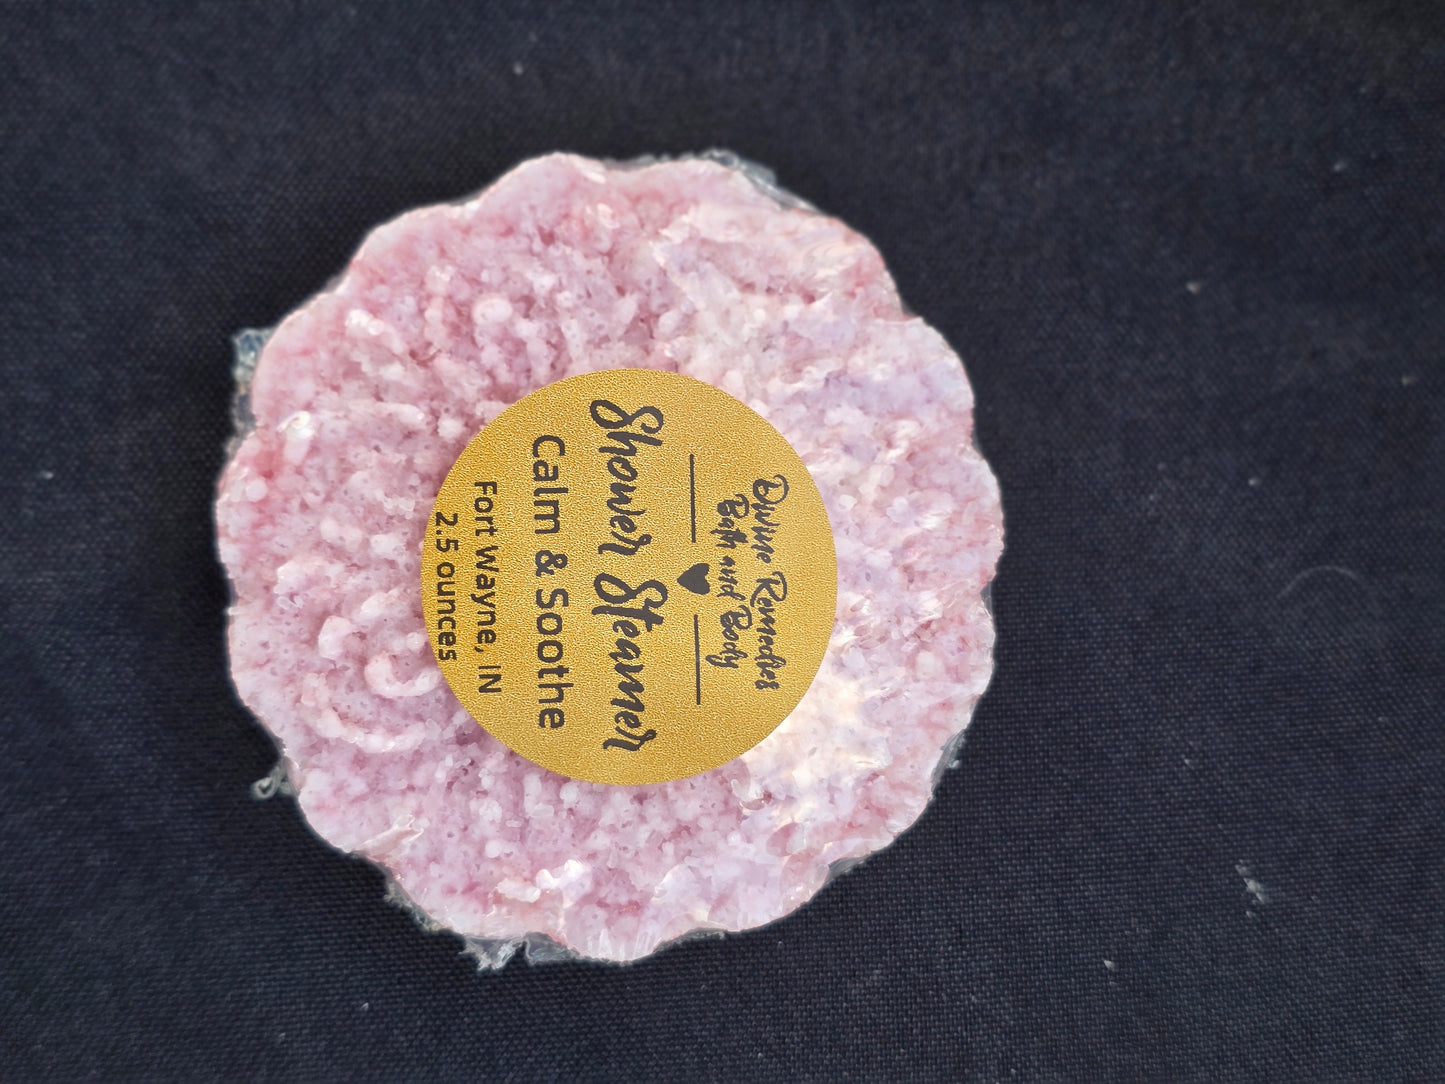 Divine Remedies
Bath and Body
Shower Steamer
Calm & Soothe
Fort Wayne, IN
2.5 ounces